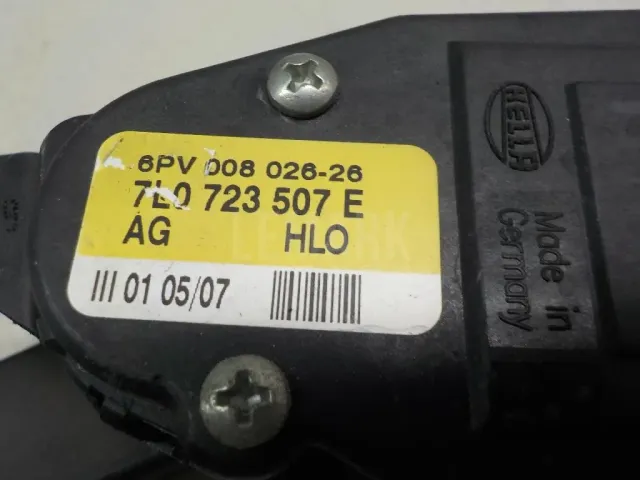 6PV 008 026-26
7L0 723 507 E
AG HLO
III 01 05/07
HELLA
Made in
Germany